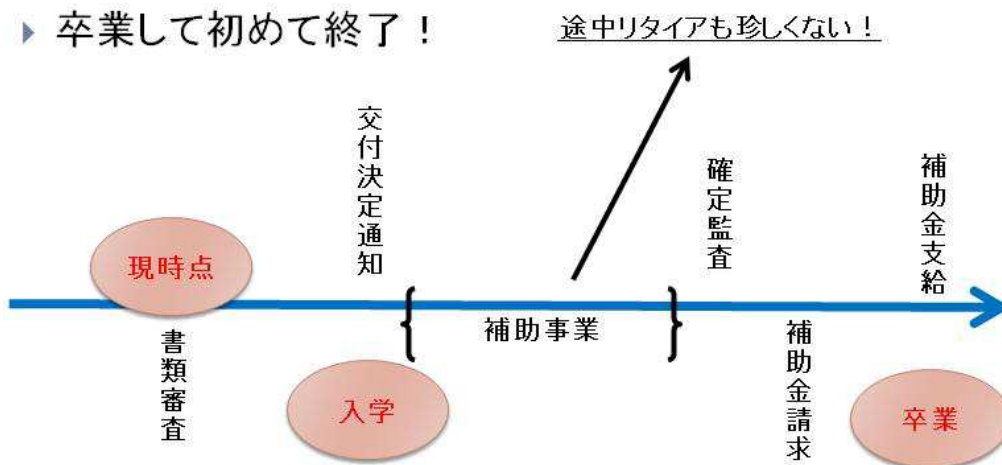 卒業して初めて終了！
途中リタイアも珍しくない！
交付決定通知
確定監査
補助金支給
現時点
補助事業
書類審査
入学
補助金請求
卒業